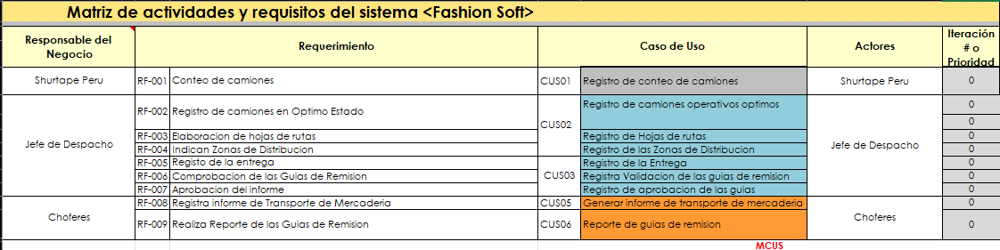 Matriz de actividades y requisitos del sistema <Fashion Soft>
Responsable del Negocio Requerimiento Caso de Uso Actores Iteración # o Prioridad
Shurtape Peru RF-001 Conteo de camiones CUS01 Registro de conteo de camiones Shurtape Peru 0
Jefe de Despacho RF-002 Registro de camiones en Optimo Estado CUS02 Registro de camiones operativos optimos Jefe de Despacho 0
0
RF-003 Elaboracion de hojas de rutas Registro de Hojas de rutas 0
RF-004 Indican Zonas de Distribucion Registro de las Zonas de Distribucion 0
RF-005 Registo de la entrega CUS03 Registro de la Entrega 0
RF-006 Comprobacion de las Guias de Remision Registra Validacion de las guias de remision 0
RF-007 Aprobacion del informe Registro de aprobacion de las guias 0
Choferes RF-008 Registra informe de Transporte de Mercaderia CUS05 Generar informe de transporte de mercaderia Choferes 0
RF-009 Realiza Reporte de las Guias de Remision CUS06 Reporte de guias de remision 0
MCUS